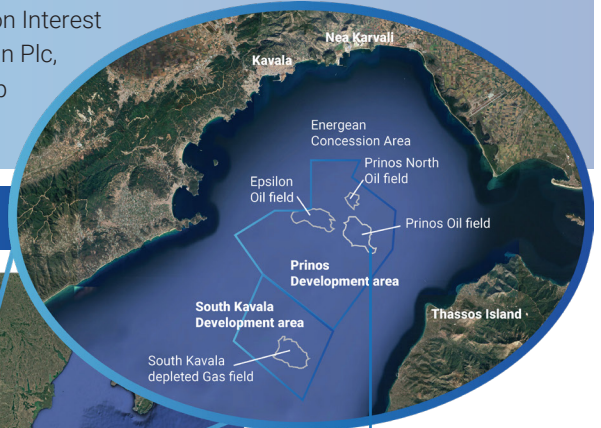 on Interest
n Plc,
Nea Karvali
Kavala
Energean
Concession Area
Prinos North
Oil field
Epsilon
Oil field
Prinos Oil field
Prinos
Development area
South Kavala
Development area
Thassos Island
South Kavala
depleted Gas field